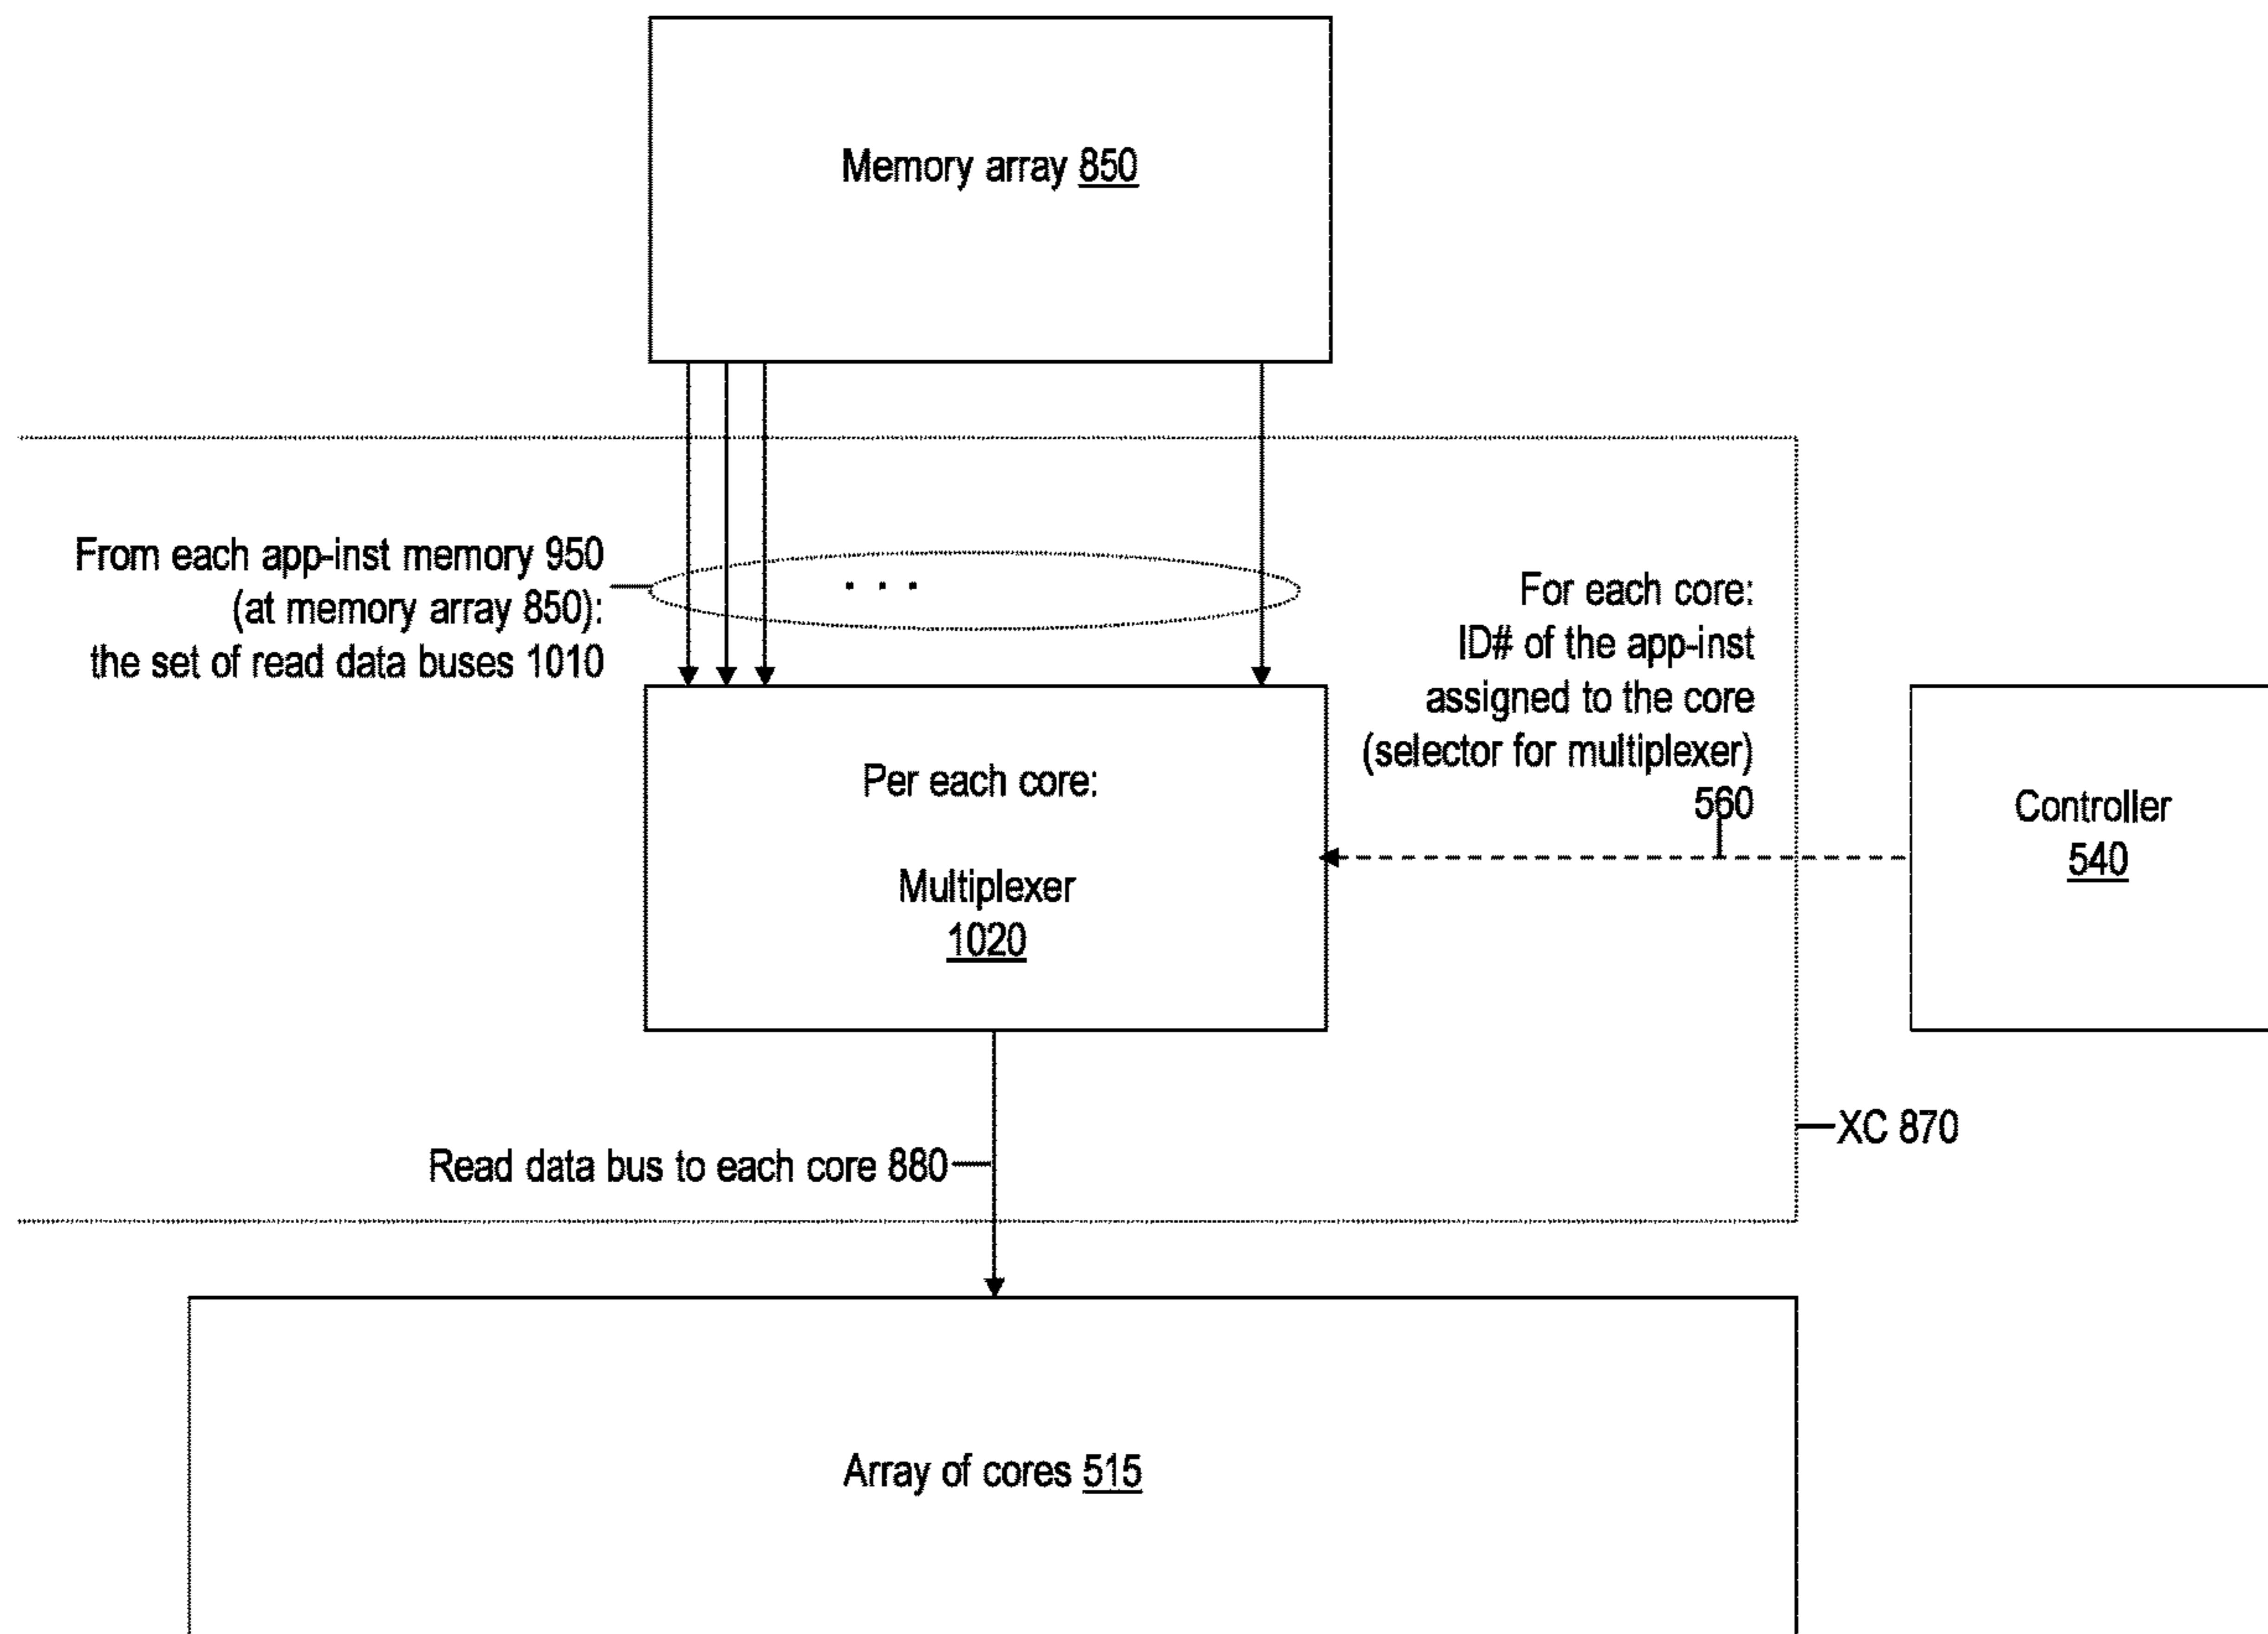 Memory array 850
From each app-inst memory 950
(at memory array 850):
the set of read data buses 1010
. . .
For each core:
ID# of the app-inst
assigned to the core
(selector for multiplexer)
560
Per each core:
Multiplexer
1020
Controller
540
XC 870
Read data bus to each core 880
Array of cores 515